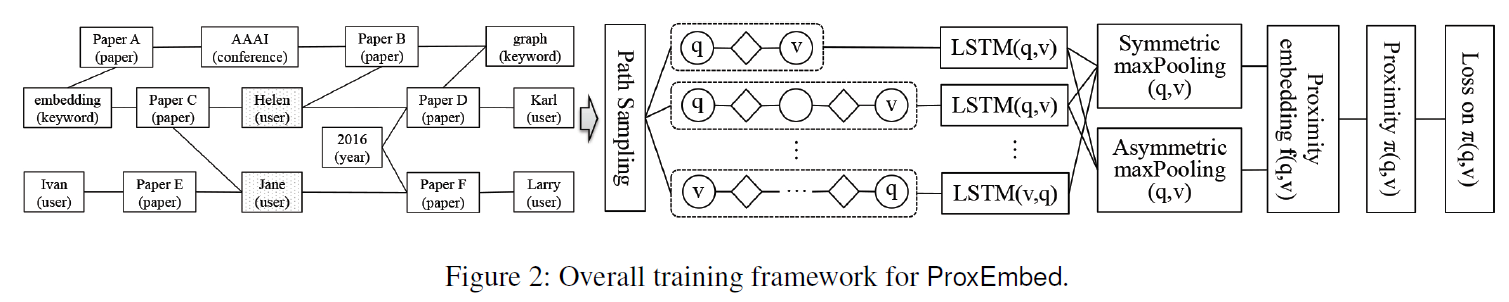 Paper A
(paper)
AAAI
(conference)
Paper B
(paper)
graph
(keyword)
embedding
(keyword)
Paper C
(paper)
Helen
(user)
Paper D
(paper)
Karl
(user)
2016
(year)
Ivan
(user)
Paper E
(paper)
Jane
(user)
Paper F
(paper)
Larry
(user)
Path Sampling
q
v
q
v
⋮
v
...
q
LSTM(q,v)
LSTM(q,v)
⋮
LSTM(v,q)
Symmetric
maxPooling
(q,v)
Asymmetric
maxPooling
(q,v)
Proximity
embedding f(q,v)
Proximity π(q,v)
Loss on π(q,v)
Figure 2: Overall training framework for ProxEmbed.